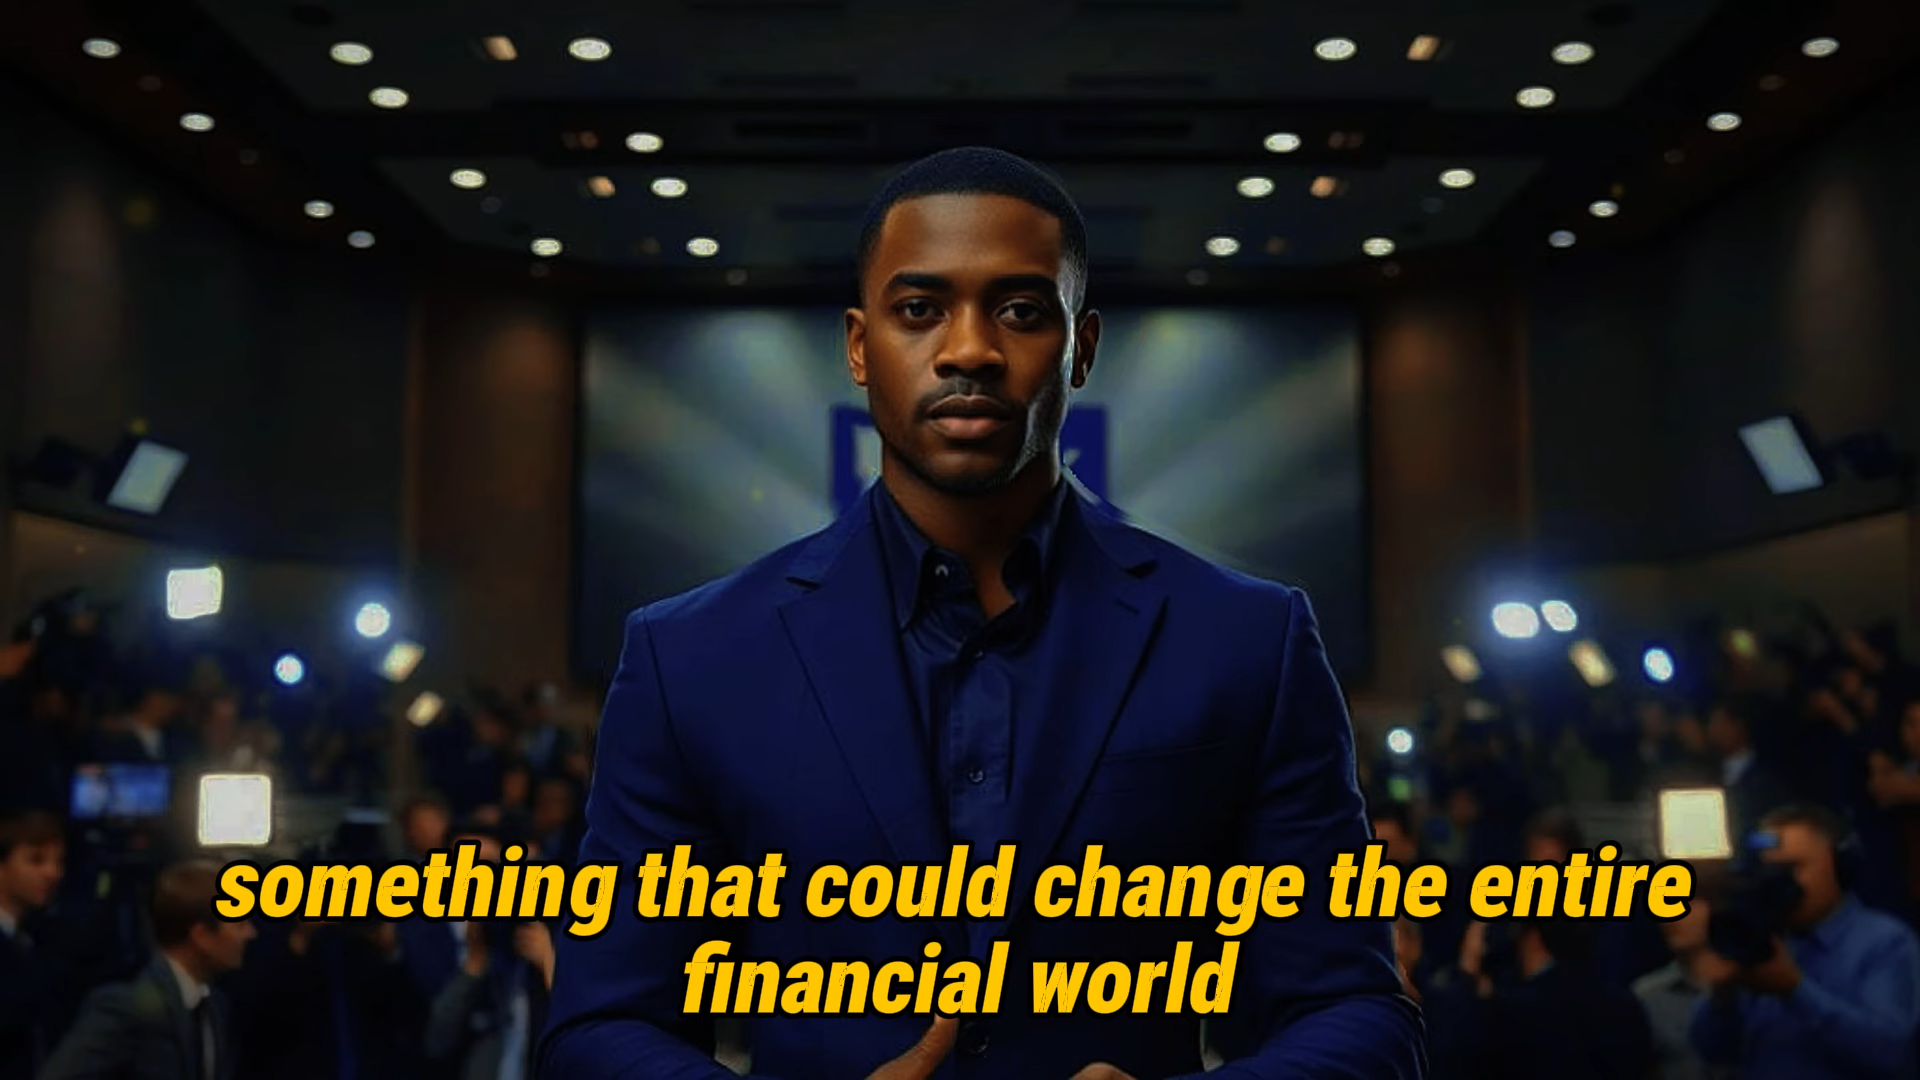 something that could change the entire
financial world